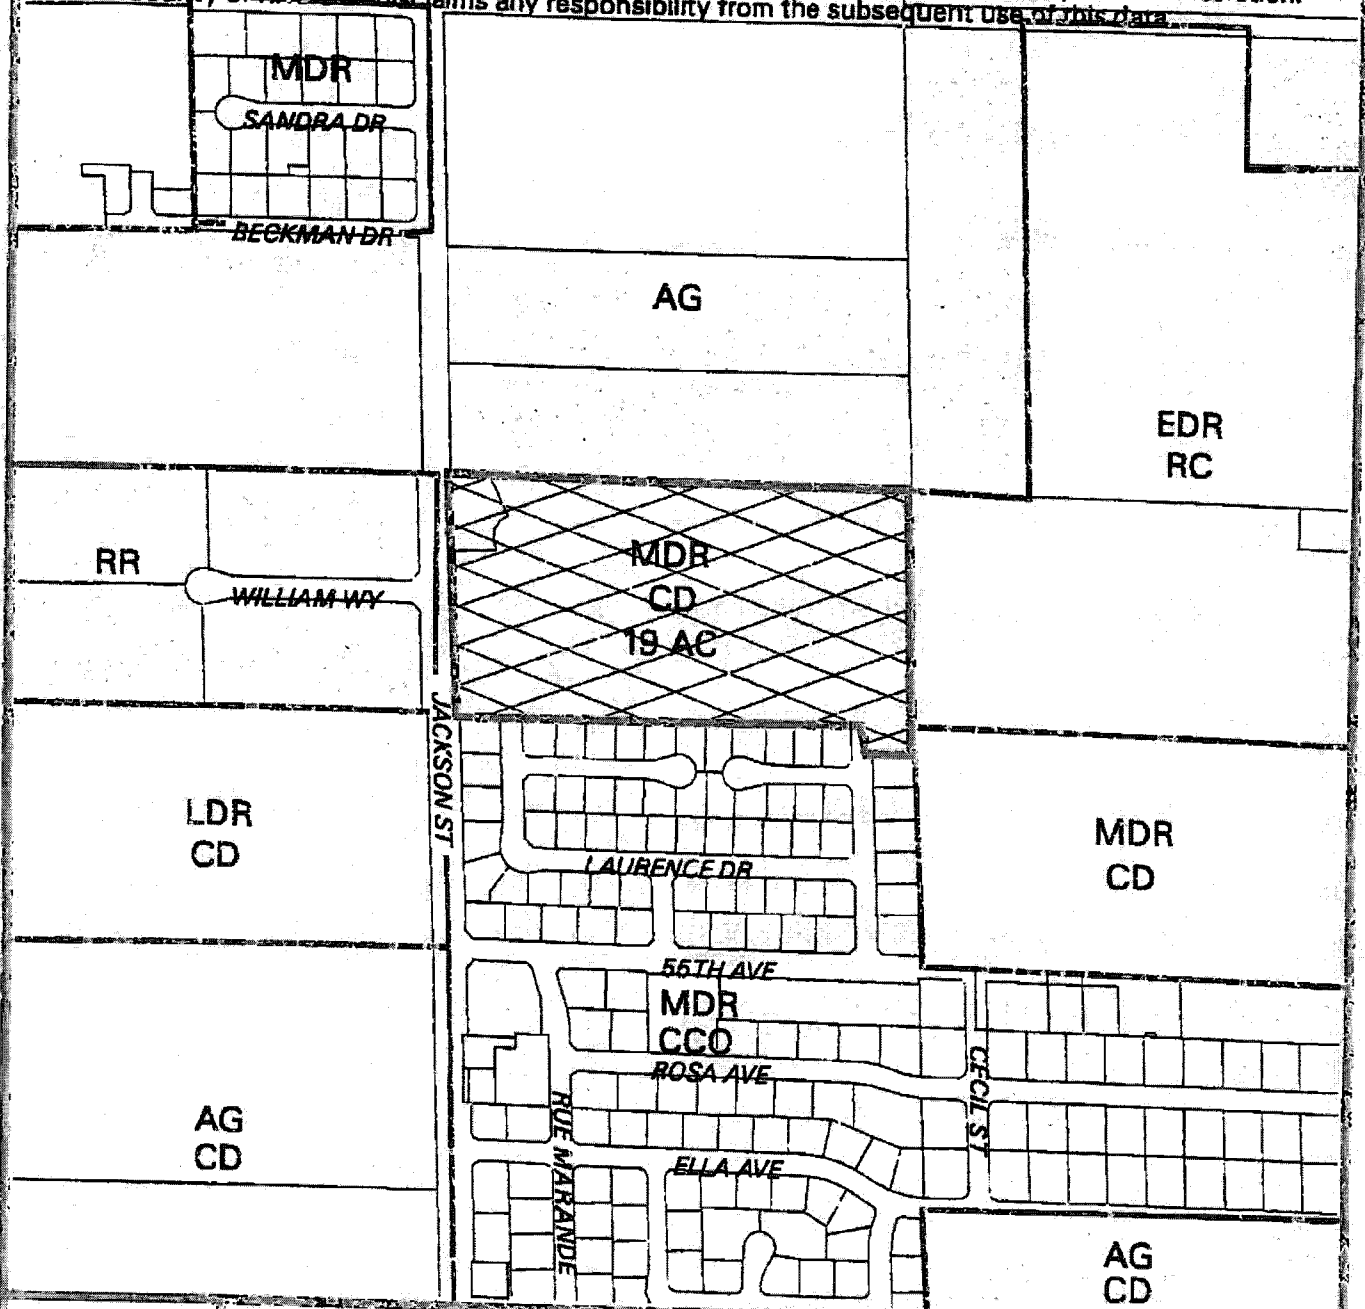 any responsibility from the subsequent use of this data
MDR
SANDRA DR
BECKMAN DR
AG
EDR
RC
RR
WILLIAM WY
MDR
CD
19 AC
JACKSON ST
LDR
CD
MDR
CD
LAURENCE DR
55TH AVE
MDR
CCO
ROSA AVE
CECIL ST
AG
CD
RUE MARANDE
ELLA AVE
AG
CD